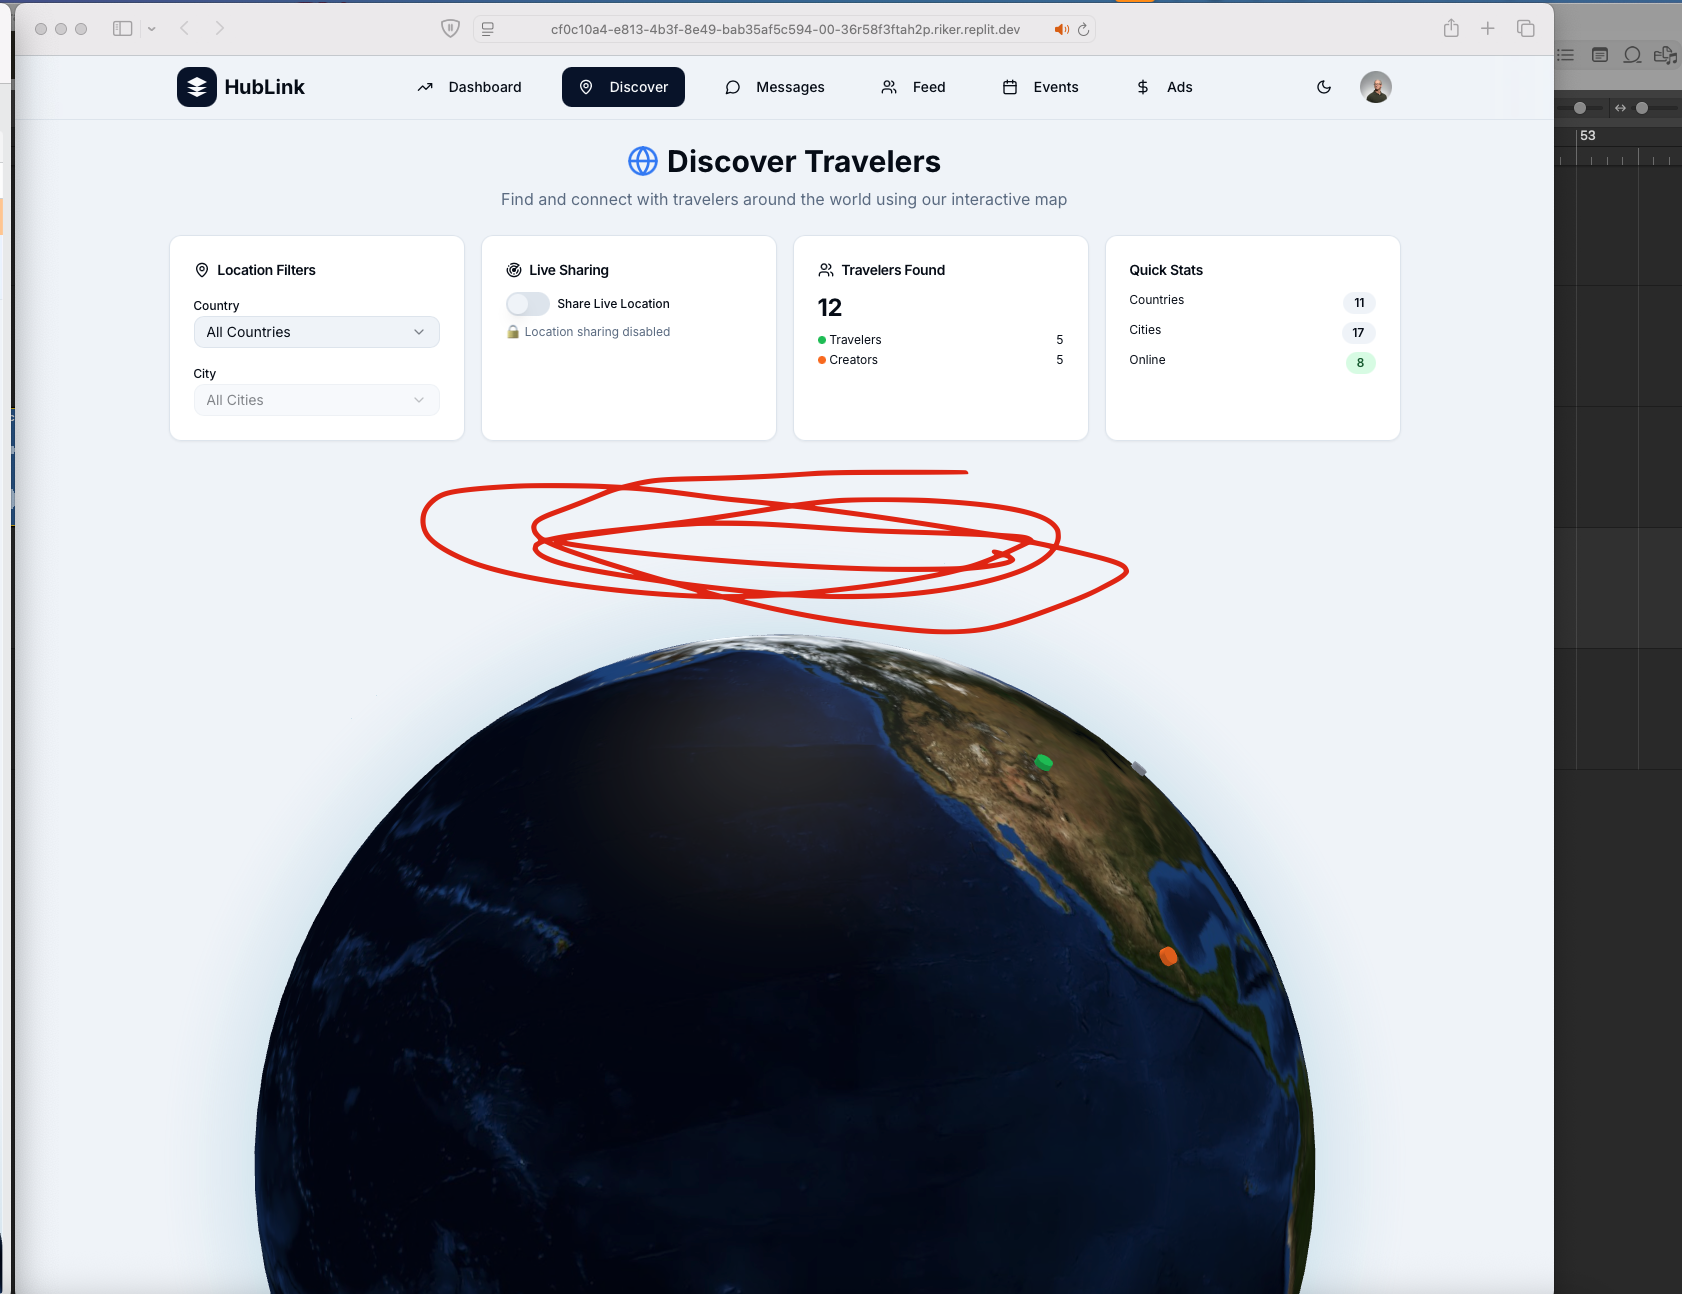 cf0c10a4-e813-4b3f-8e49-bab35af5c594-00-36r58f3ftah2p.riker.replit.dev
HubLink
Dashboard
Discover
Messages
Feed
Events
Ads
53
Discover Travelers
Find and connect with travelers around the world using our interactive map
Location Filters
Country
All Countries
City
All Cities
Live Sharing
Share Live Location
Location sharing disabled
Travelers Found
12
Travelers 5
Creators 5
Quick Stats
Countries 11
Cities 17
Online 8